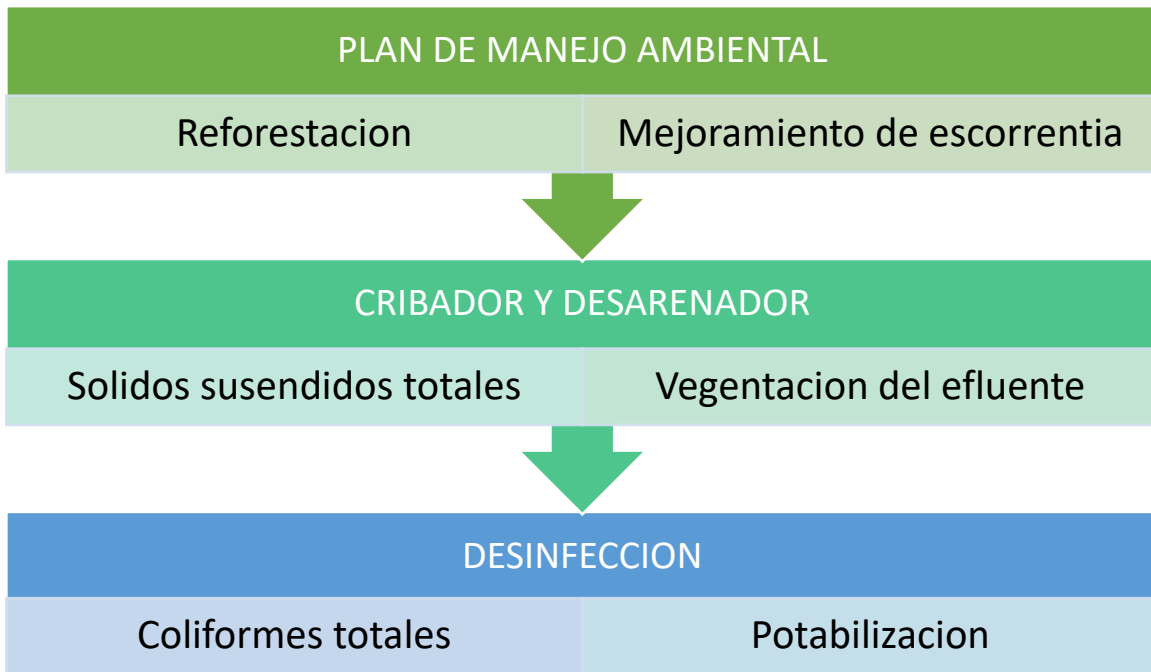 PLAN DE MANEJO AMBIENTAL
Reforestacion
Mejoramiento de escorrentia
CRIBADOR Y DESARENADOR
Solidos susendidos totales
Vegentacion del efluente
DESINFECCION
Coliformes totales
Potabilizacion